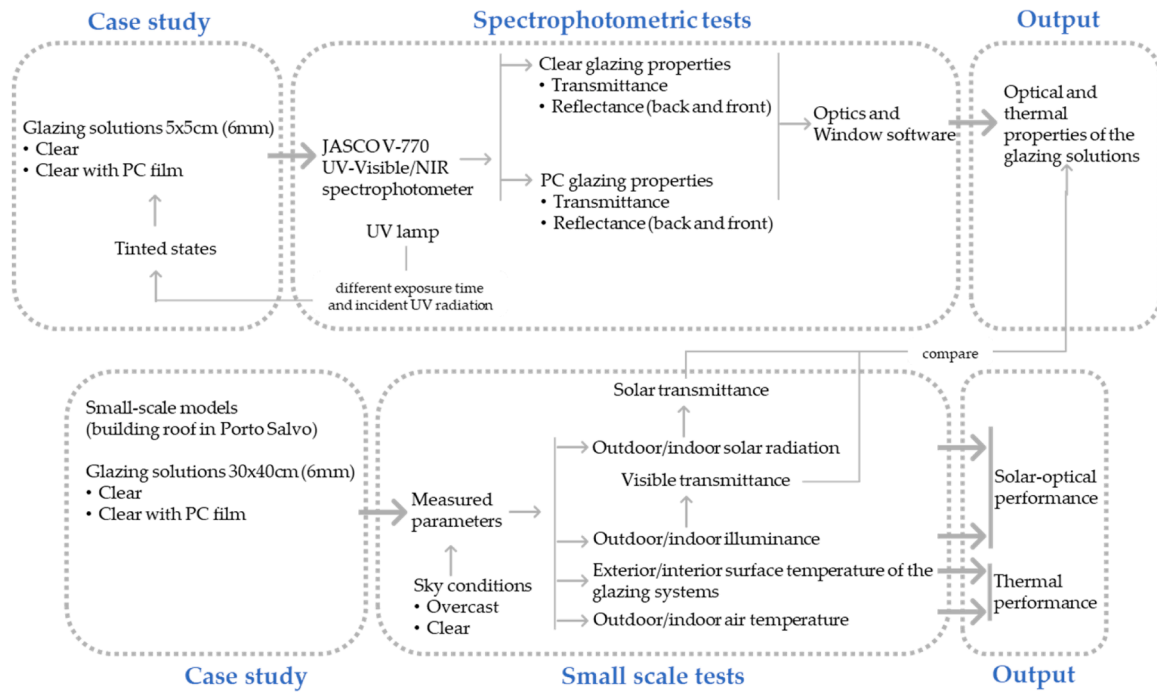 Case study
Spectrophotometric tests
Output
Glazing solutions 5x5cm (6mm)
• Clear
• Clear with PC film
Tinted states
JASCO V-770
UV-Visible/NIR
spectrophotometer
UV lamp
different exposure time
and incident UV radiation
Clear glazing properties
• Transmittance
• Reflectance (back and front)
PC glazing properties
• Transmittance
• Reflectance (back and front)
Optics and
Window software
Optical and
thermal
properties of the
glazing solutions
compare
Small-scale models
(building roof in Porto Salvo)
Glazing solutions 30x40cm (6mm)
• Clear
• Clear with PC film
Measured
parameters
Sky conditions
• Overcast
• Clear
Solar transmittance
Outdoor/indoor solar radiation
Visible transmittance
Outdoor/indoor illuminance
Exterior/interior surface temperature of the
glazing systems
Outdoor/indoor air temperature
Solar-optical
performance
Thermal
performance
Case study
Small scale tests
Output